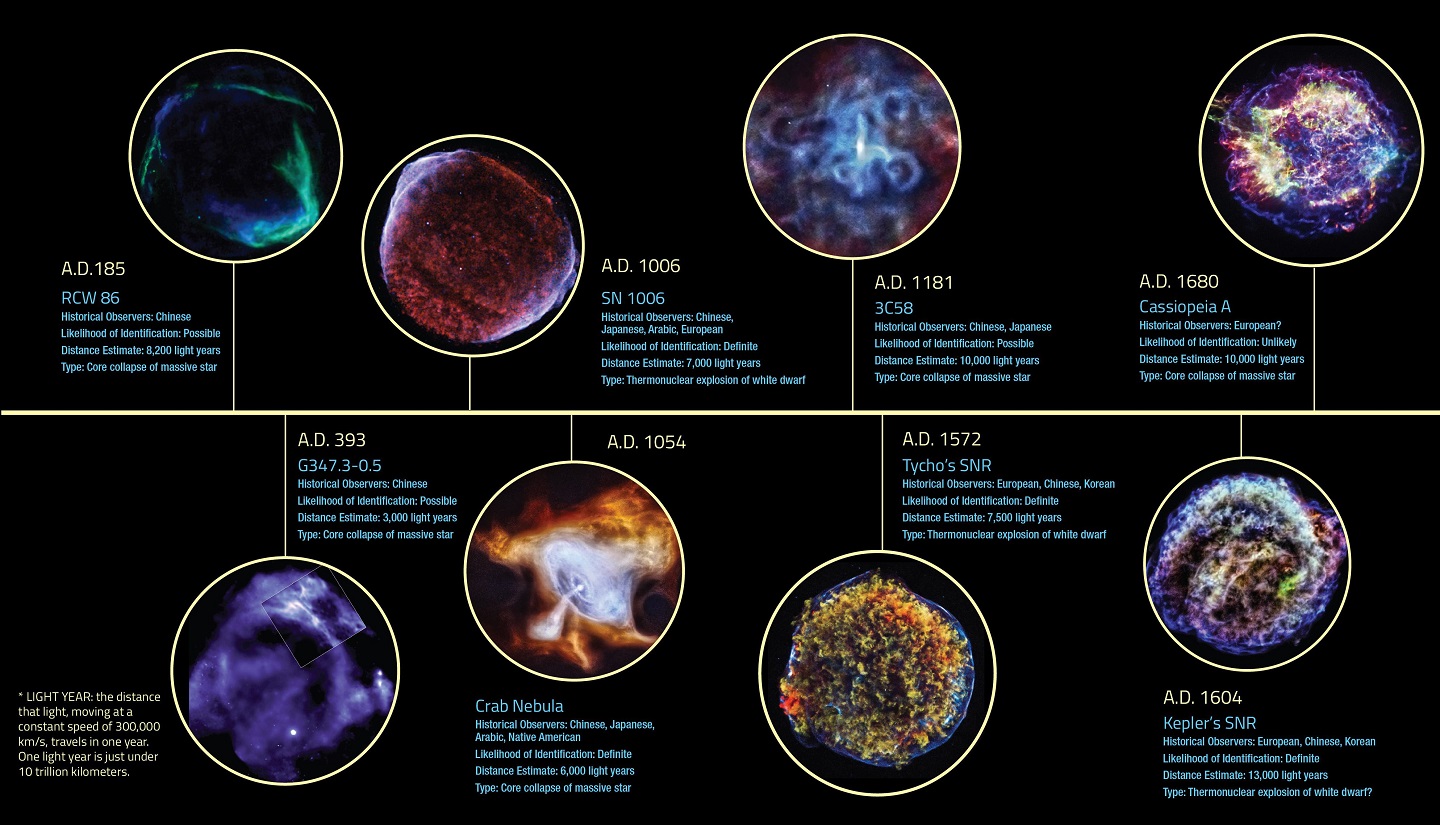 A.D.185
RCW 86
Historical Observers: Chinese
Likelihood of Identification: Possible
Distance Estimate: 8,200 light years
Type: Core collapse of massive star
A.D. 1006
SN 1006
Historical Observers: Chinese,
Japanese, Arabic, European
Likelihood of Identification: Definite
Distance Estimate: 7,000 light years
Type: Thermonuclear explosion of white dwarf
A.D. 1181
3C58
Historical Observers: Chinese, Japanese
Likelihood of Identification: Possible
Distance Estimate: 10,000 light years
Type: Core collapse of massive star
A.D. 1680
Cassiopeia A
Historical Observers: European?
Likelihood of Identification: Unlikely
Distance Estimate: 10,000 light years
Type: Core collapse of massive star
A.D. 393
G347.3-0.5
Historical Observers: Chinese
Likelihood of Identification: Possible
Distance Estimate: 3,000 light years
Type: Core collapse of massive star
A.D. 1054
Crab Nebula
Historical Observers: Chinese, Japanese,
Arabic, Native American
Likelihood of Identification: Definite
Distance Estimate: 6,000 light years
Type: Core collapse of massive star
A.D. 1572
Tycho's SNR
Historical Observers: European, Chinese, Korean
Likelihood of Identification: Definite
Distance Estimate: 7,500 light years
Type: Thermonuclear explosion of white dwarf
A.D. 1604
Kepler's SNR
Historical Observers: European, Chinese, Korean
Likelihood of Identification: Definite
Distance Estimate: 13,000 light years
Type: Thermonuclear explosion of white dwarf?
* LIGHT YEAR: the distance
that light, moving at a
constant speed of 300,000
km/s, travels in one year.
One light year is just under
10 trillion kilometers.